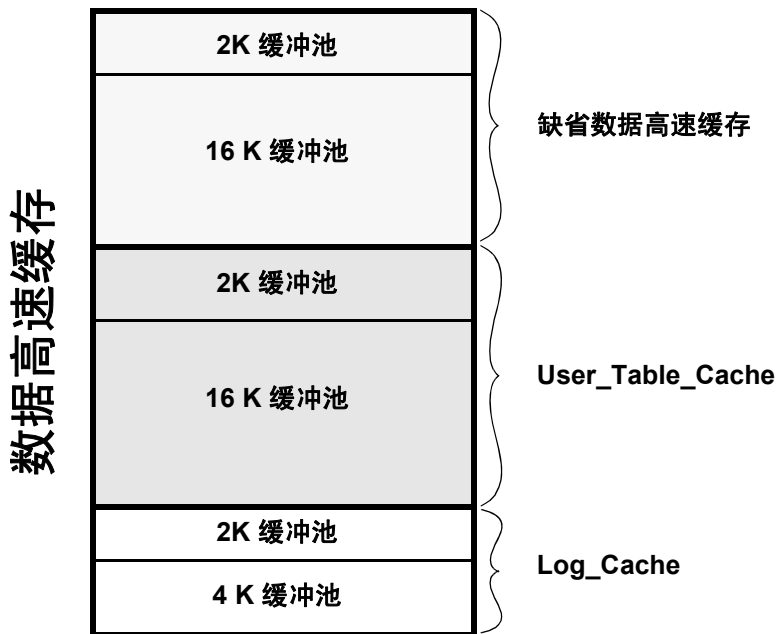 数据高速缓存
2K 缓冲池
16 K 缓冲池
缺省数据高速缓存
2K 缓冲池
16 K 缓冲池
User_Table_Cache
2K 缓冲池
4 K 缓冲池
Log_Cache